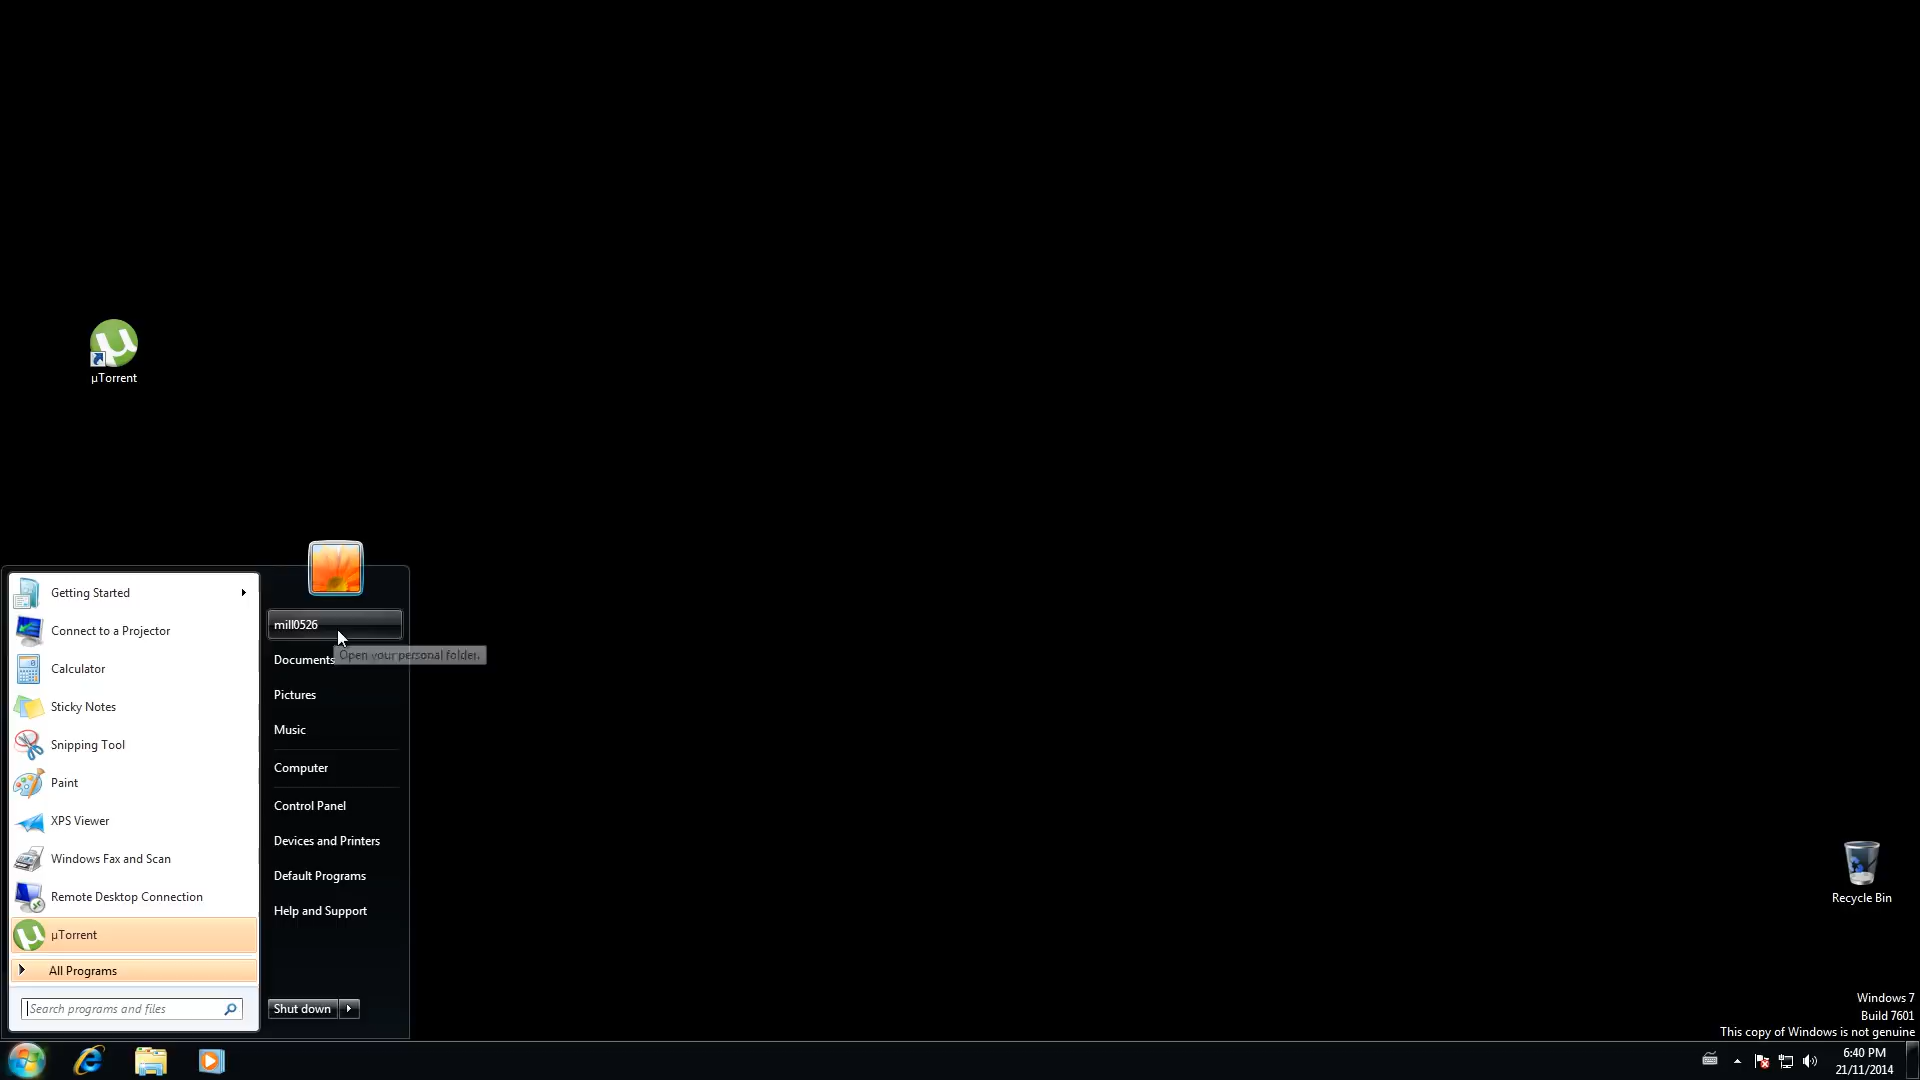 µTorrent
Getting Started
Connect to a Projector
Calculator
Sticky Notes
Snipping Tool
Paint
XPS Viewer
Windows Fax and Scan
Remote Desktop Connection
µTorrent
All Programs
Search programs and files
mill0526
Open your personal folder.
Documents
Pictures
Music
Computer
Control Panel
Devices and Printers
Default Programs
Help and Support
Shut down
Recycle Bin
Windows 7
Build 7601
This copy of Windows is not genuine
6:40 PM
21/11/2014